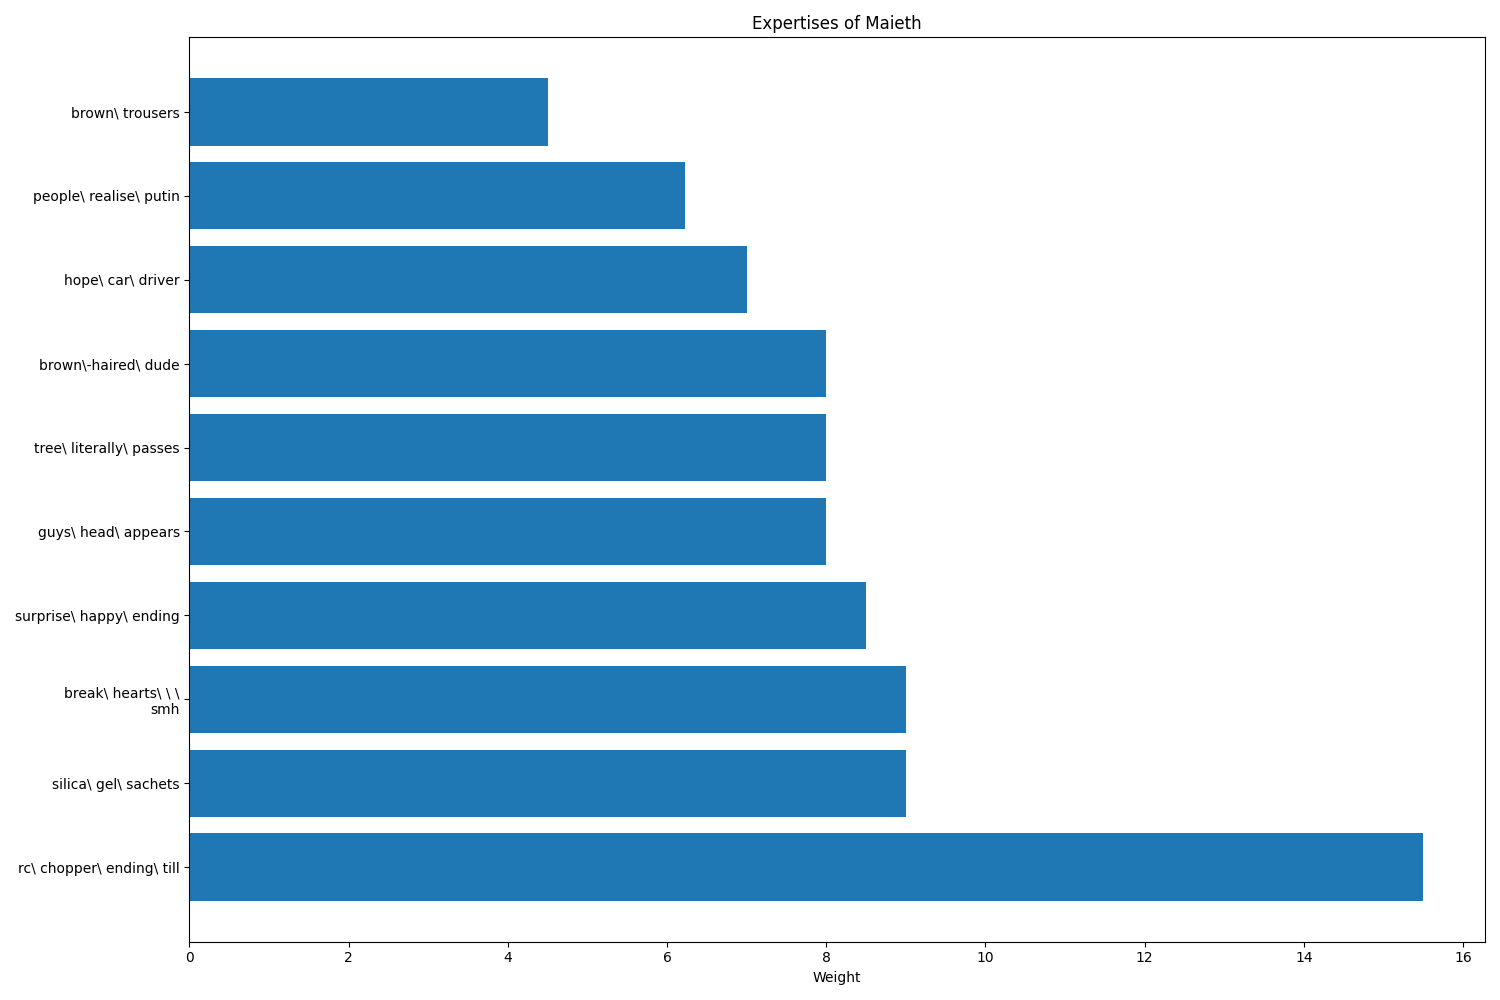 Expertises of Maieth
brown\ trousers
people\ realise\ putin
hope\ car\ driver
brown\-haired\ dude
tree\ literally\ passes
guys\ head\ appears
surprise\ happy\ ending
break\ hearts\ \ \
smh
silica\ gel\ sachets
rc\ chopper\ ending\ till
0 2 4 6 8 10 12 14 16
Weight